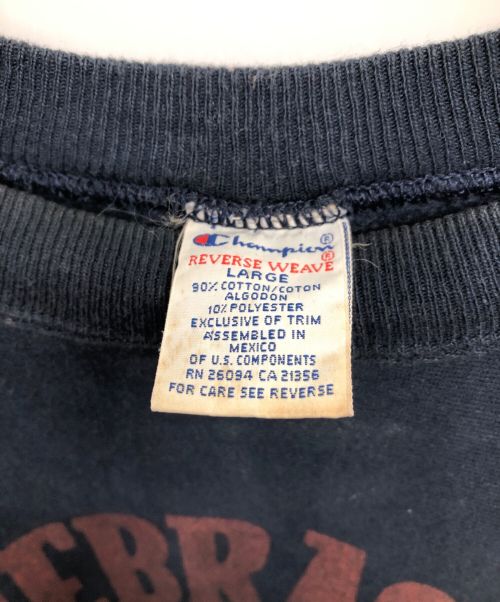 Champion®
REVERSE WEAVE®
LARGE
90% COTTON/COTON
ALGODON
10% POLYESTER
EXCLUSIVE OF TRIM
ASSEMBLED IN
MEXICO
OF U.S. COMPONENTS
RN 26094 CA 21356
FOR CARE SEE REVERSE
EBRAS